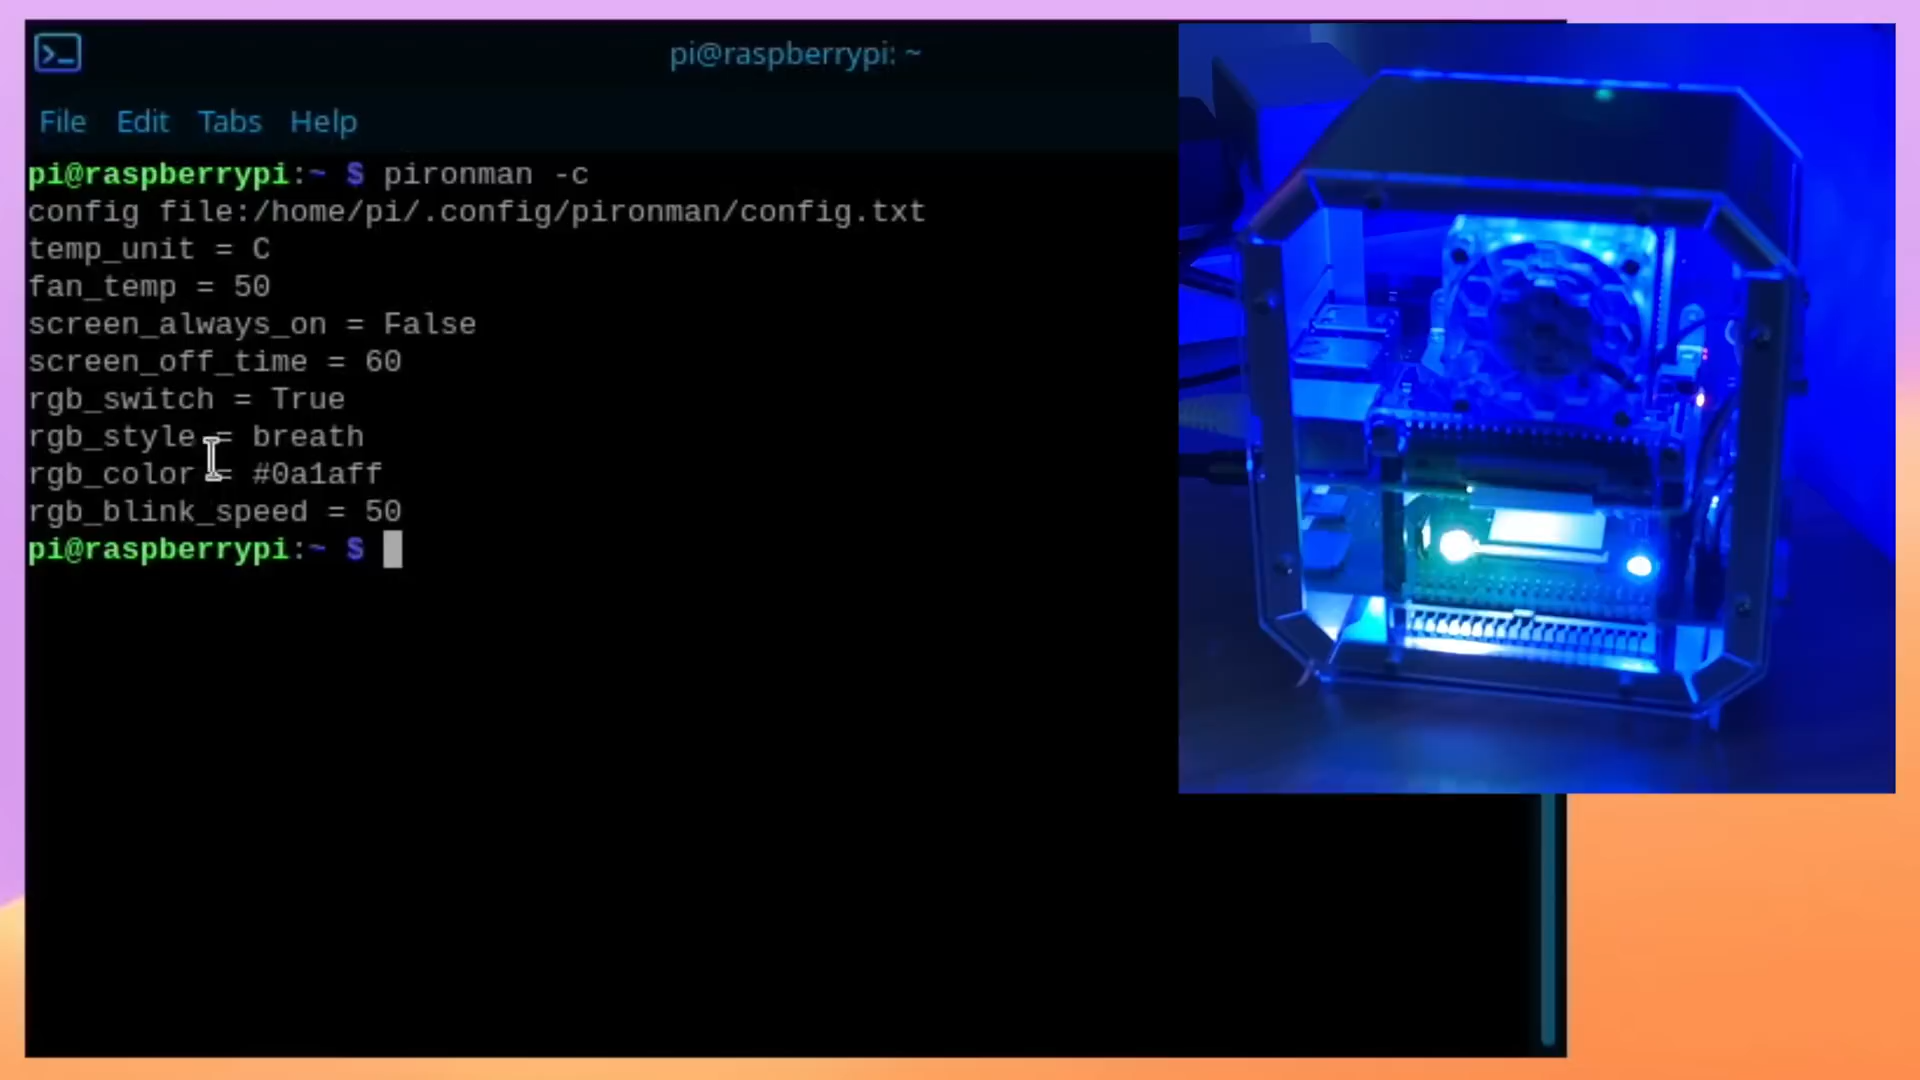 pi@raspberrypi: ~
File Edit Tabs Help
pi@raspberrypi:~ $ pironman -c
config file:/home/pi/.config/pironman/config.txt
temp_unit = C
fan_temp = 50
screen_always_on = False
screen_off_time = 60
rgb_switch = True
rgb_style = breath
rgb_color = #0a1aff
rgb_blink_speed = 50
pi@raspberrypi:~ $